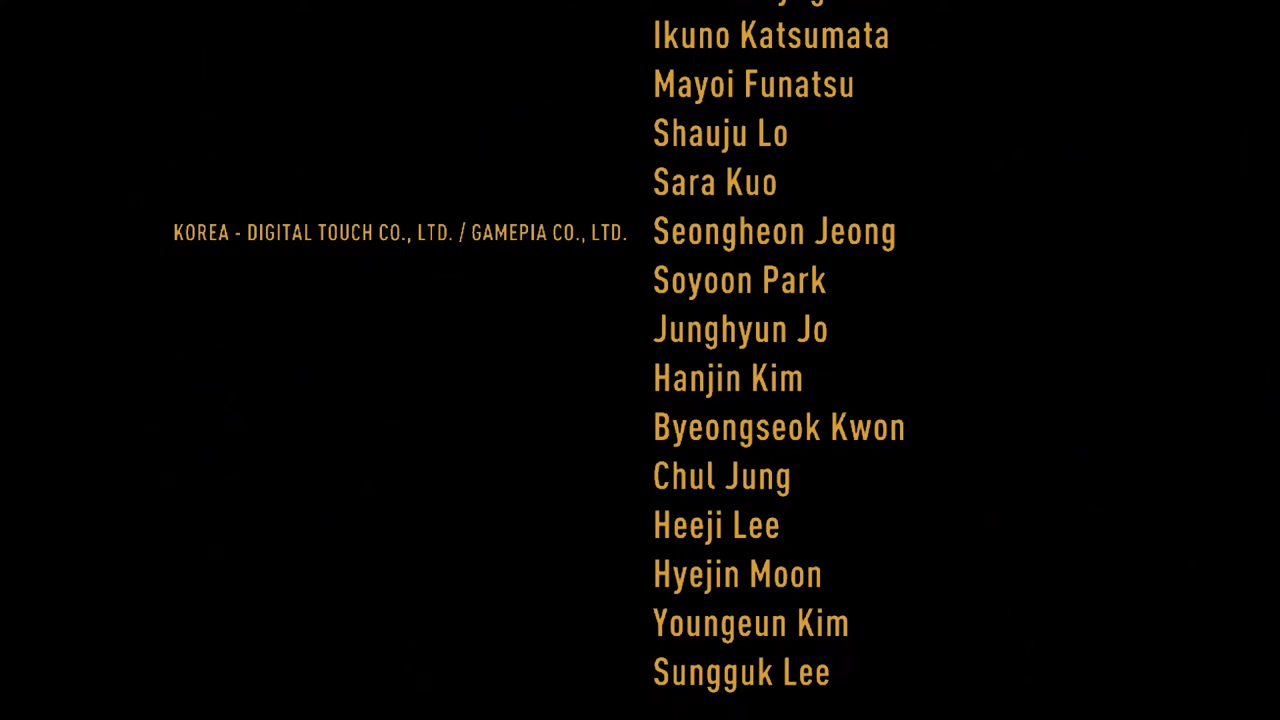 Ikuno Katsumata
Mayoi Funatsu
Shauju Lo
Sara Kuo
KOREA - DIGITAL TOUCH CO., LTD. / GAMEPIA CO., LTD. Seongheon Jeong
Soyoon Park
Junghyun Jo
Hanjin Kim
Byeongseok Kwon
Chul Jung
Heeji Lee
Hyejin Moon
Youngeun Kim
Sungguk Lee